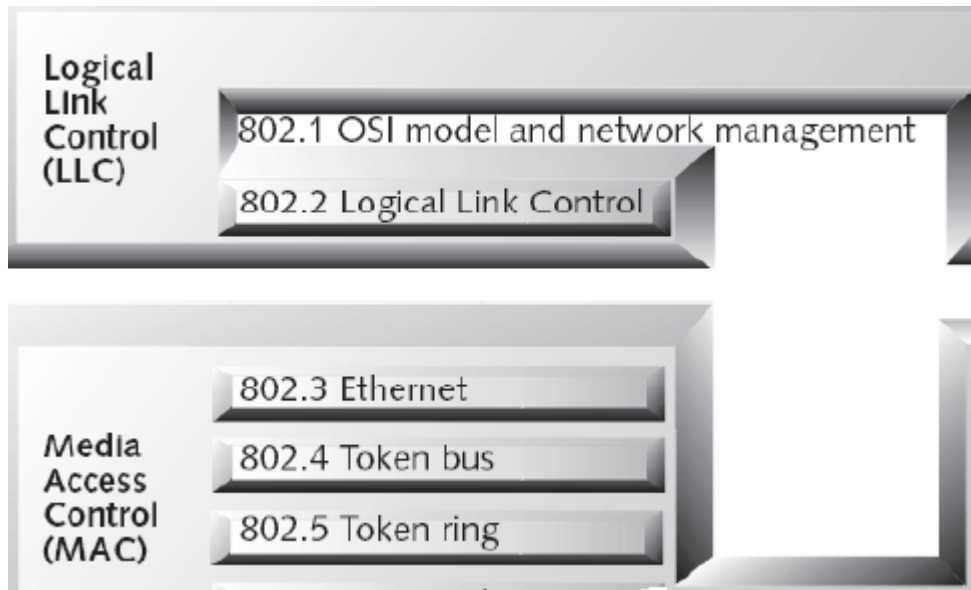 Logical
Link
Control
(LLC)
802.1 OSI model and network management
802.2 Logical Link Control
Media
Access
Control
(MAC)
802.3 Ethernet
802.4 Token bus
802.5 Token ring